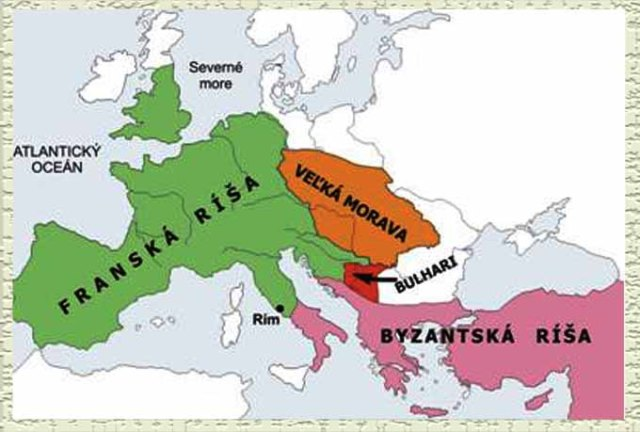 Severné
more
ATLANTICKÝ
OCEÁN
VEĽKÁ MORAVA
FRANSKÁ RÍŠA
BULHARI
Rím
BYZANTSKÁ RÍŠA